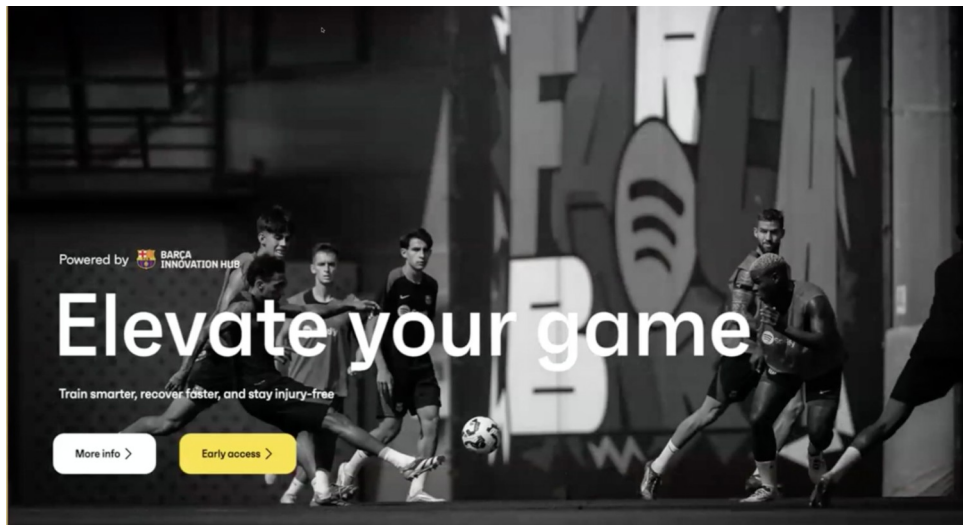 Powered by BARÇA
INNOVATION HUB
Elevate your game
Train smarter, recover faster, and stay injury-free
More info
Early access